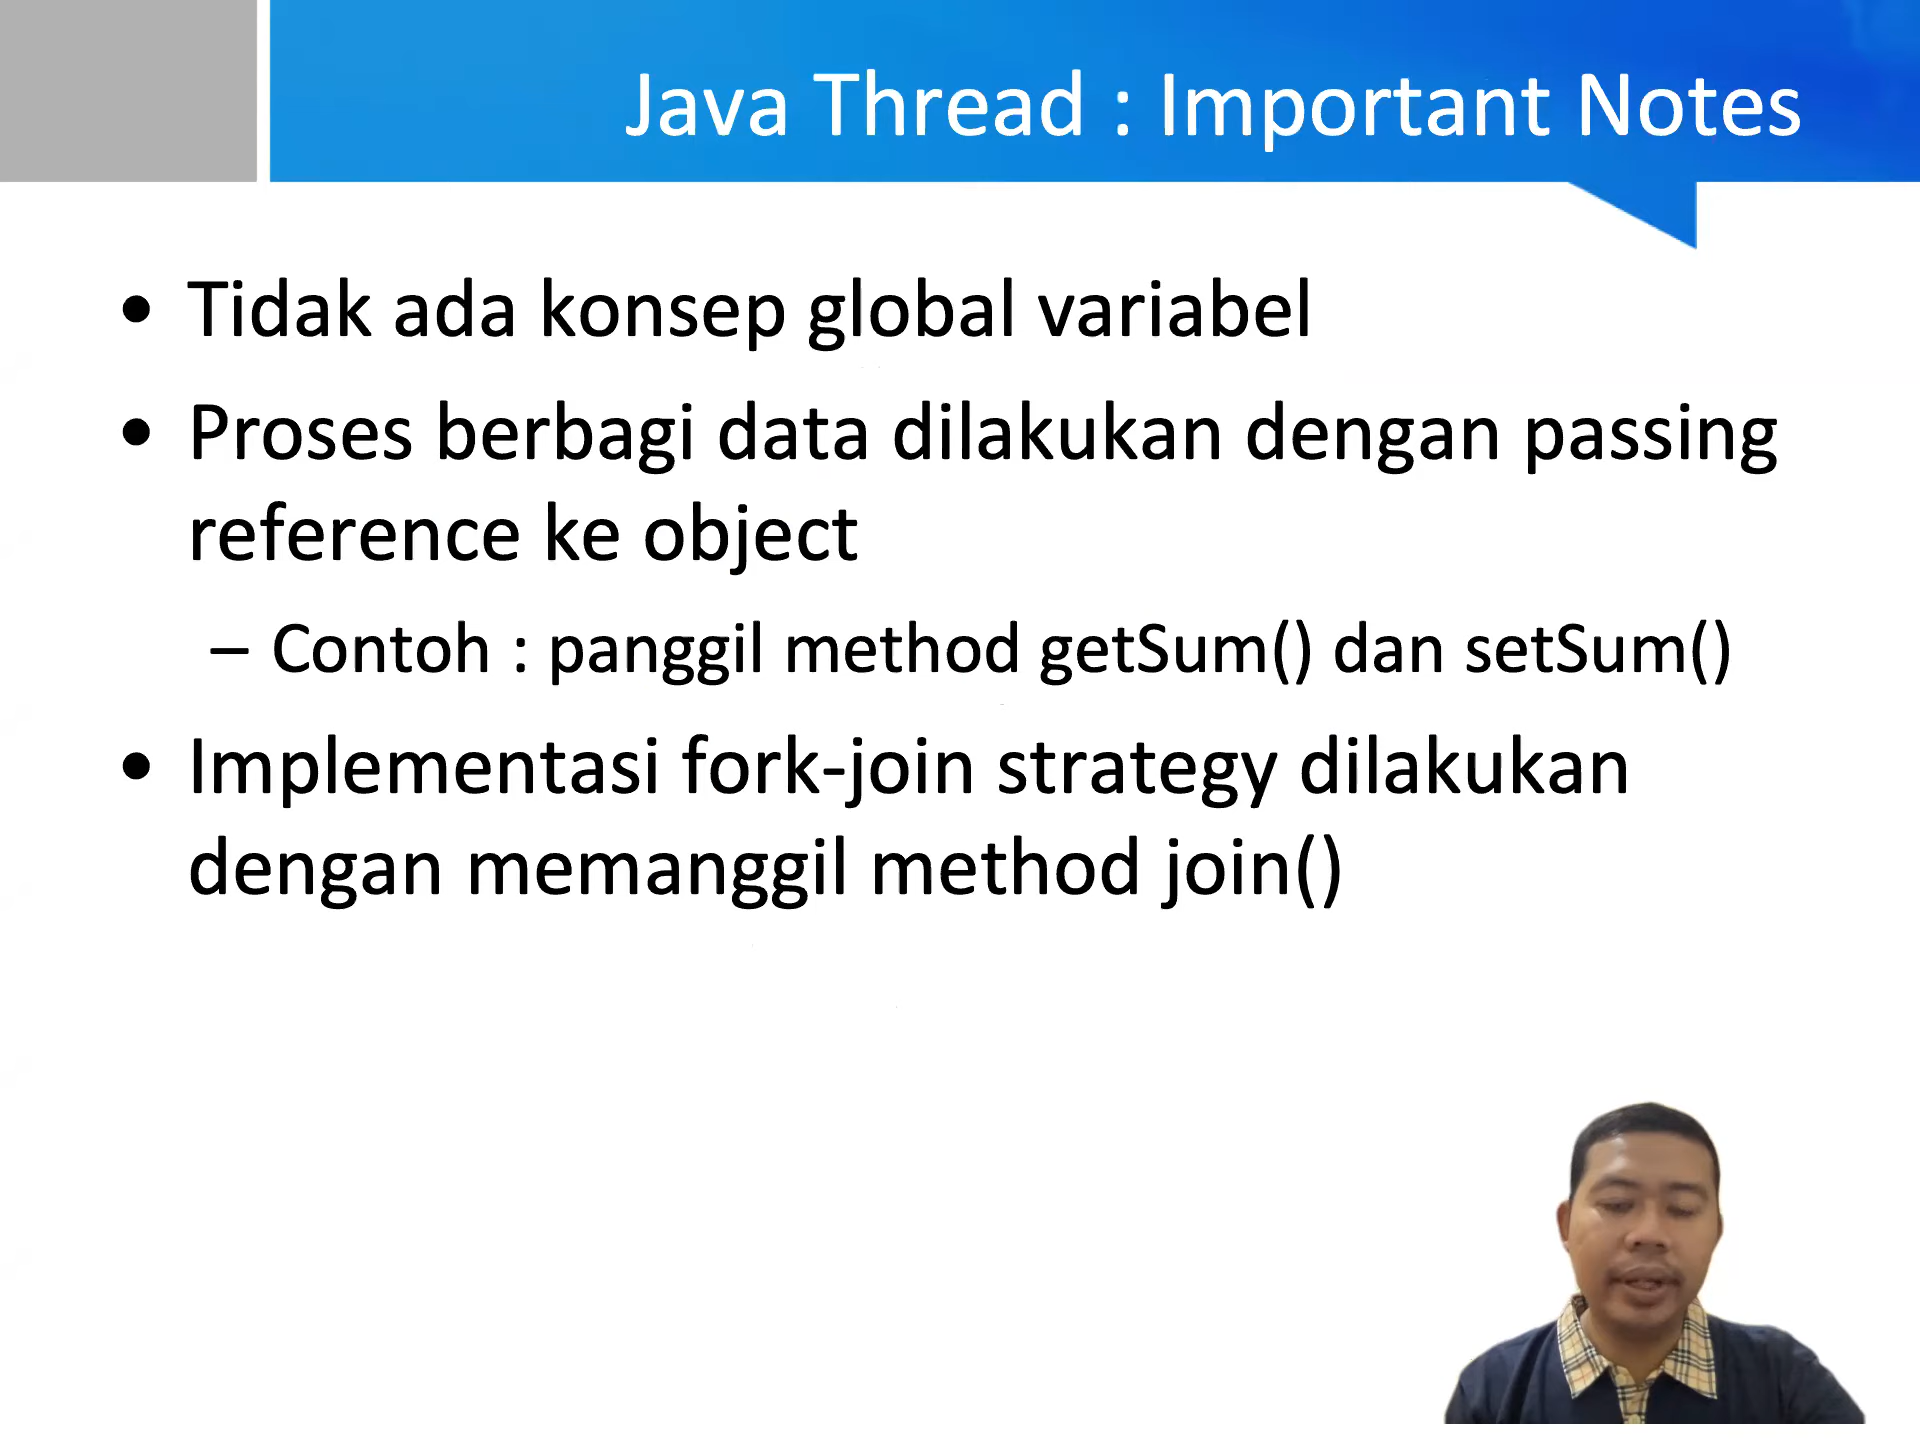 Java Thread : Important Notes
• Tidak ada konsep global variabel
• Proses berbagi data dilakukan dengan passing
reference ke object
– Contoh : panggil method getSum() dan setSum()
• Implementasi fork-join strategy dilakukan
dengan memanggil method join()